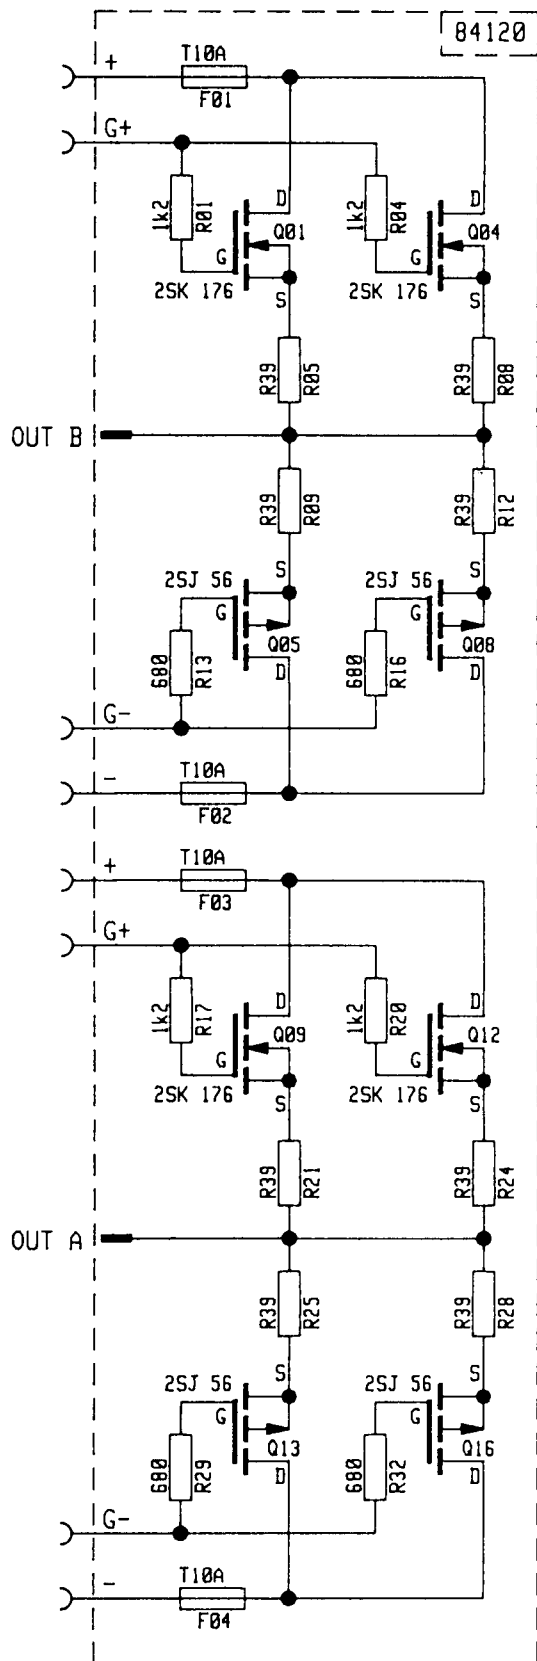 84120
+
T10A
F01
G+
1k2
R01
1k2
R04
D
D
Q01
Q04
G
G
2SK 176
2SK 176
S
S
R39
R05
R39
R08
OUT B
R39
R09
R39
R12
S
S
2SJ 56
2SJ 56
G
G
Q05
Q08
680
R13
680
R16
D
D
G-
-
T10A
F02
+
T10A
F03
G+
1k2
R17
1k2
R20
D
D
Q09
Q12
G
G
2SK 176
2SK 176
S
S
R39
R21
R39
R24
OUT A
R39
R25
R39
R28
S
S
2SJ 56
2SJ 56
G
G
Q13
Q16
680
R29
680
R32
D
D
G-
-
T10A
F04